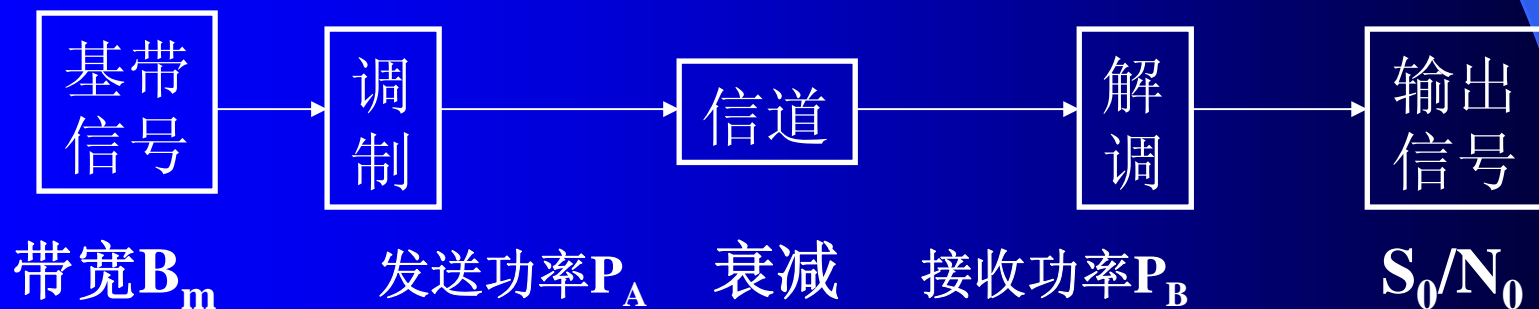 基带
信号
调
制
信道
解
调
输出
信号
带宽Bm
发送功率PA
衰减
接收功率PB
S0/N0